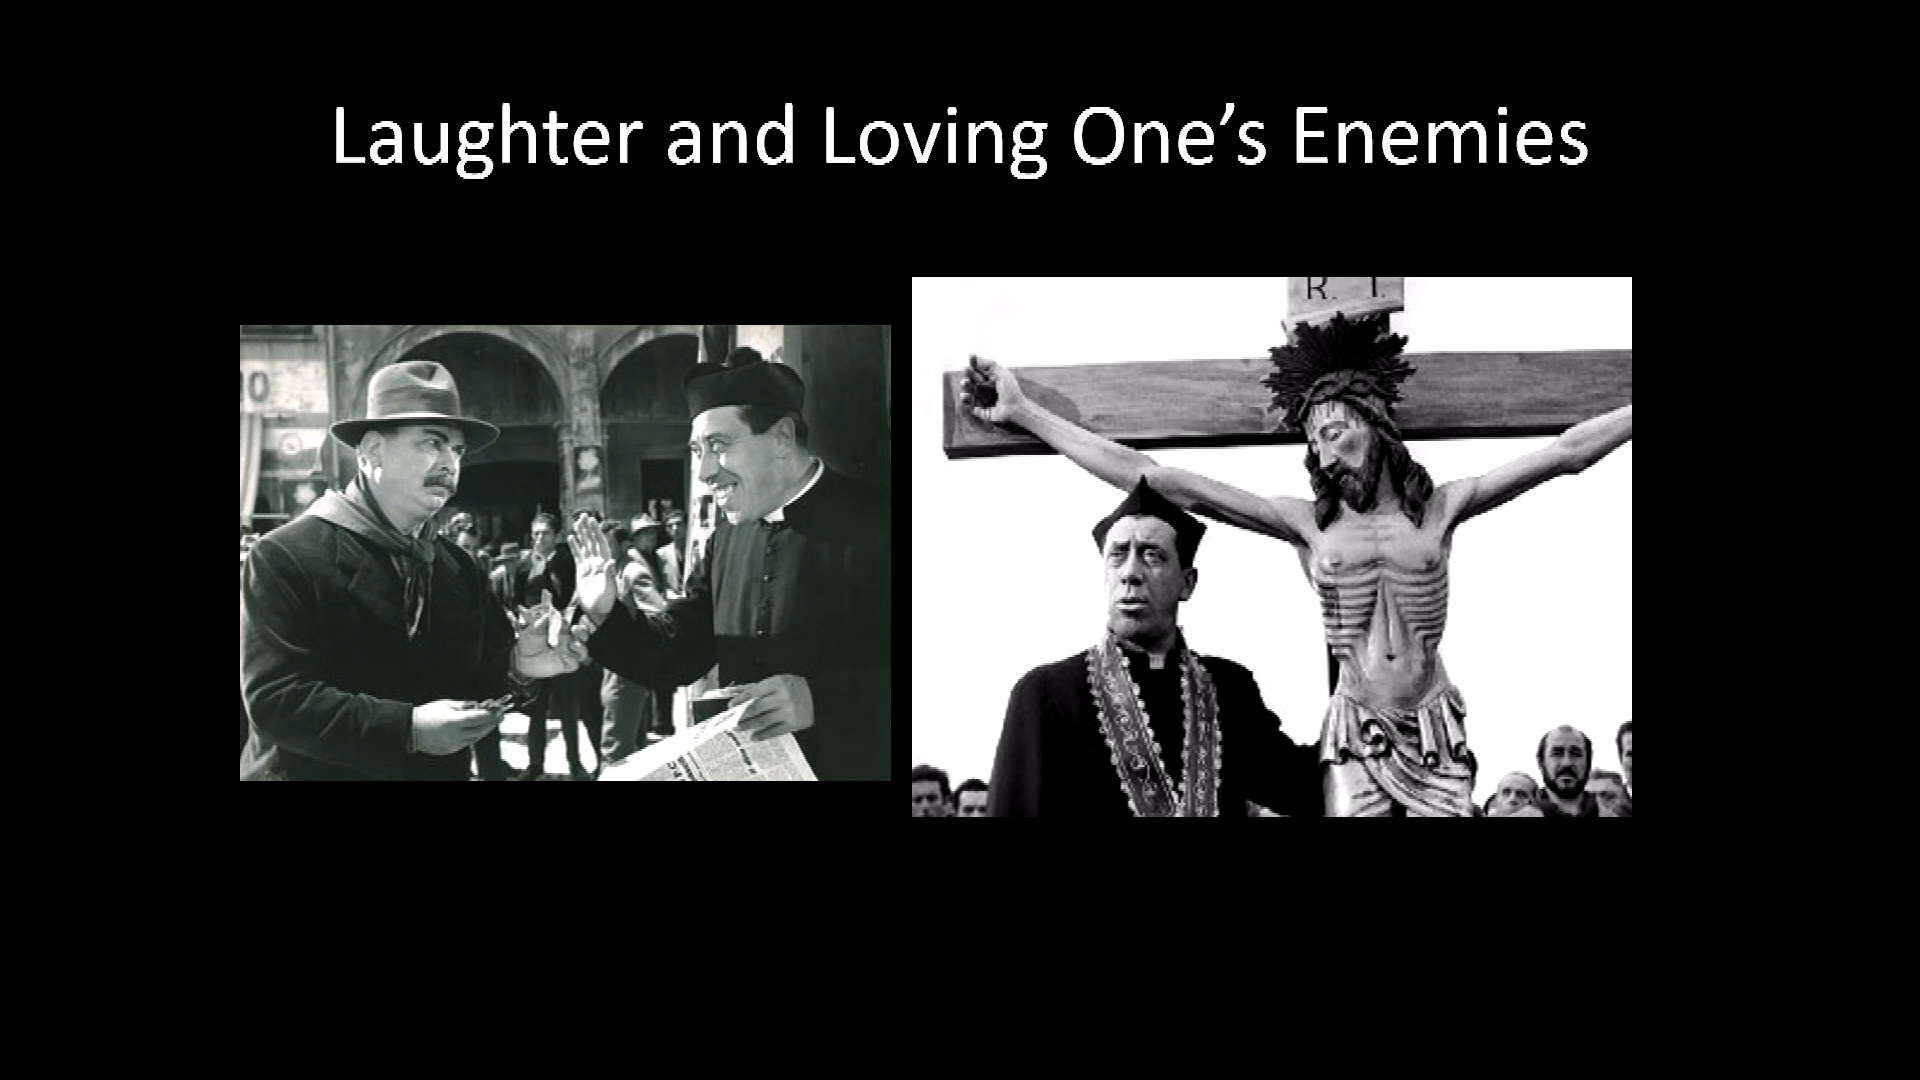 Laughter and Loving One’s Enemies
R. I.